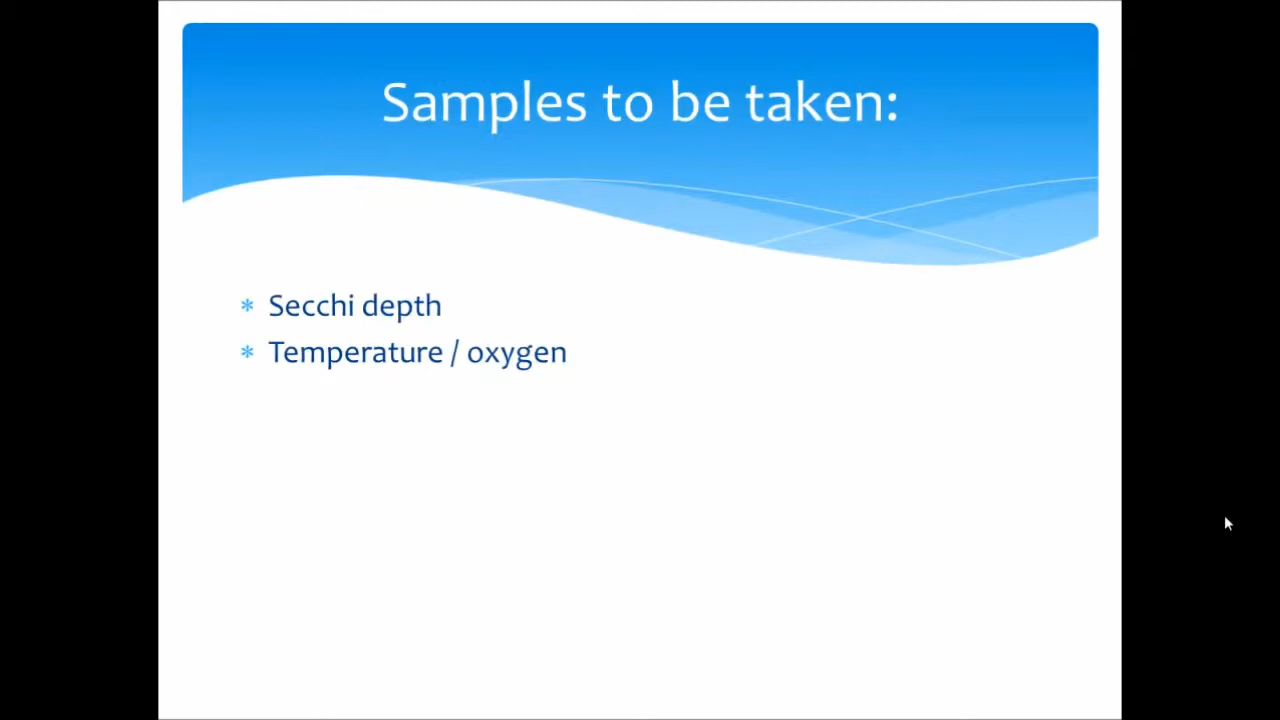 Samples to be taken:
* Secchi depth
* Temperature / oxygen